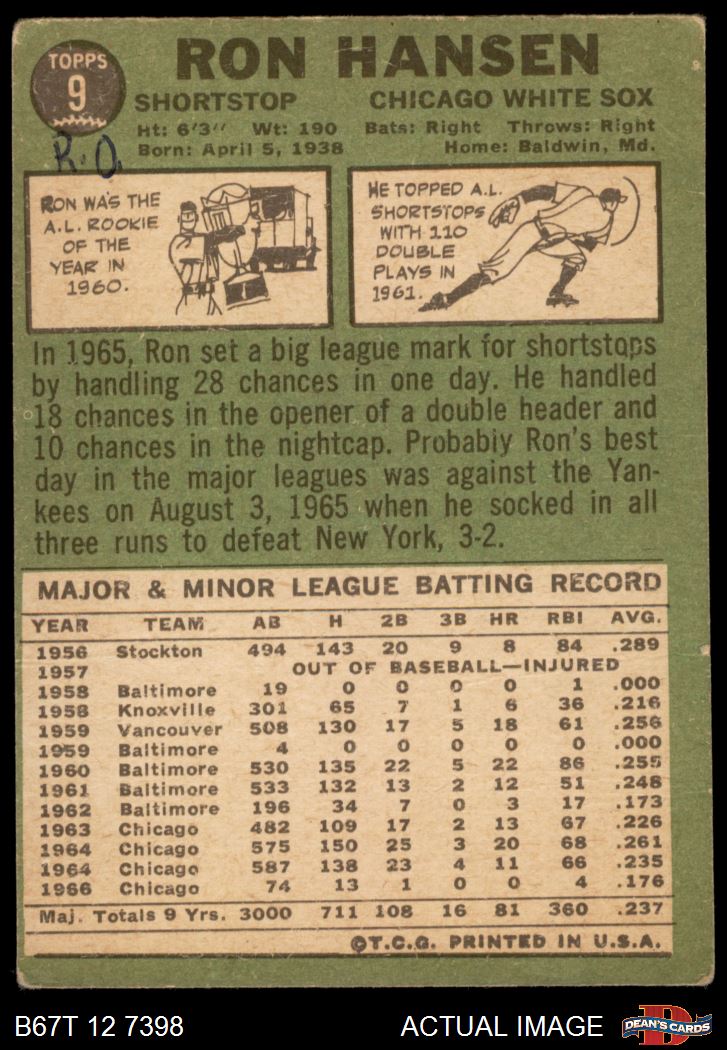 TOPPS
9
RON HANSEN
SHORTSTOP CHICAGO WHITE SOX
Ht: 6'3" Wt: 190 Bats: Right Throws: Right
Born: April 5, 1938 Home: Baldwin, Md.
R.O.
RON WAS THE
A.L. ROOKIE
OF THE
YEAR IN
1960.
HE TOPPED A.L.
SHORTSTOPS
WITH 110
DOUBLE
PLAYS IN
1961.
In 1965, Ron set a big league mark for shortstops
by handling 28 chances in one day. He handled
18 chances in the opener of a double header and
10 chances in the nightcap. Probably Ron's best
day in the major leagues was against the Yan-
kees on August 3, 1965 when he socked in all
three runs to defeat New York, 3-2.
MAJOR & MINOR LEAGUE BATTING RECORD
YEAR TEAM AB H 2B 3B HR RBI AVG.
1956 Stockton 494 143 20 9 8 84 .289
1957 OUT OF BASEBALL—INJURED
1958 Baltimore 19 0 0 0 0 1 .000
1958 Knoxville 301 65 7 1 6 36 .216
1959 Vancouver 508 130 17 5 18 61 .256
1959 Baltimore 4 0 0 0 0 0 .000
1960 Baltimore 530 135 22 5 22 86 .255
1961 Baltimore 533 132 13 2 12 51 .248
1962 Baltimore 196 34 7 0 3 17 .173
1963 Chicago 482 109 17 2 13 67 .226
1964 Chicago 575 150 25 3 20 68 .261
1964 Chicago 587 138 23 4 11 66 .235
1966 Chicago 74 13 1 0 0 4 .176
Maj. Totals 9 Yrs. 3000 711 108 16 81 360 .237
©T.C.G. PRINTED IN U.S.A.
B67T 12 7398 ACTUAL IMAGE
D
DEAN'S CARDS